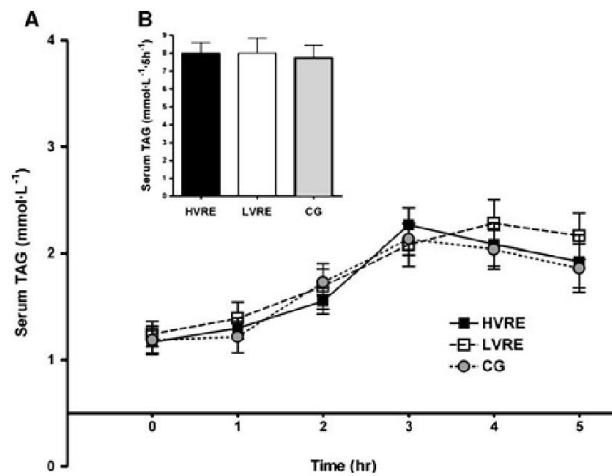 A
B
Serum TAG (mmol·L⁻¹)
4
3
2
1
0
Serum TAG (mmol·L⁻¹·5h⁻¹)
9
8
7
6
5
4
3
2
1
0
HVRE LVRE CG
HVRE
LVRE
CG
0 1 2 3 4 5
Time (hr)